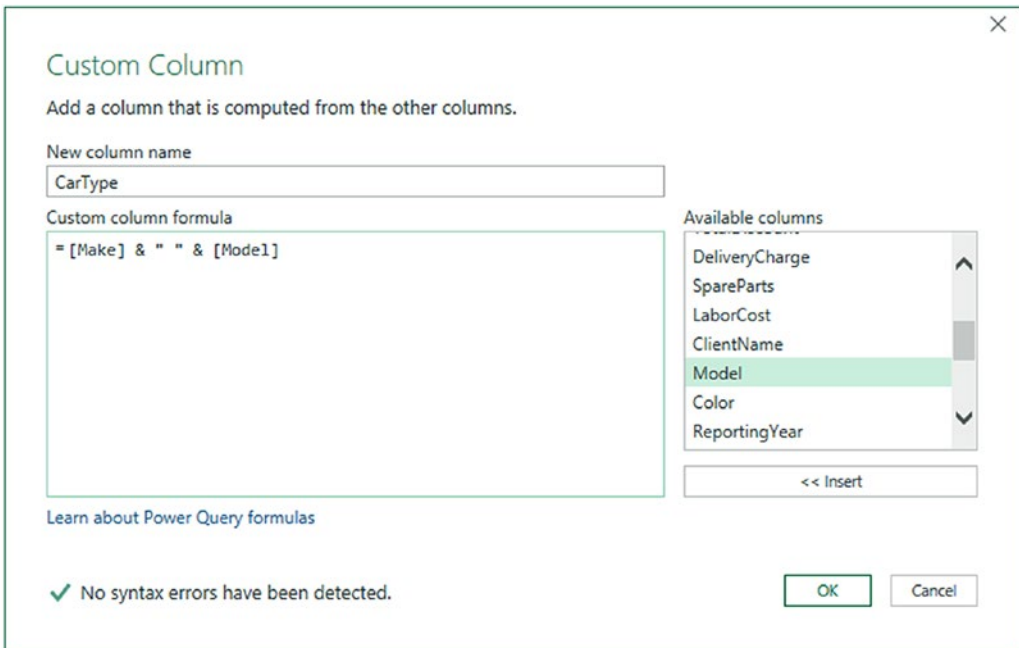 Custom Column
Add a column that is computed from the other columns.
New column name
CarType
Custom column formula
= [Make] & " " & [Model]
Available columns
DeliveryCharge
SpareParts
LaborCost
ClientName
Model
Color
ReportingYear
<< Insert
Learn about Power Query formulas
No syntax errors have been detected.
OK
Cancel